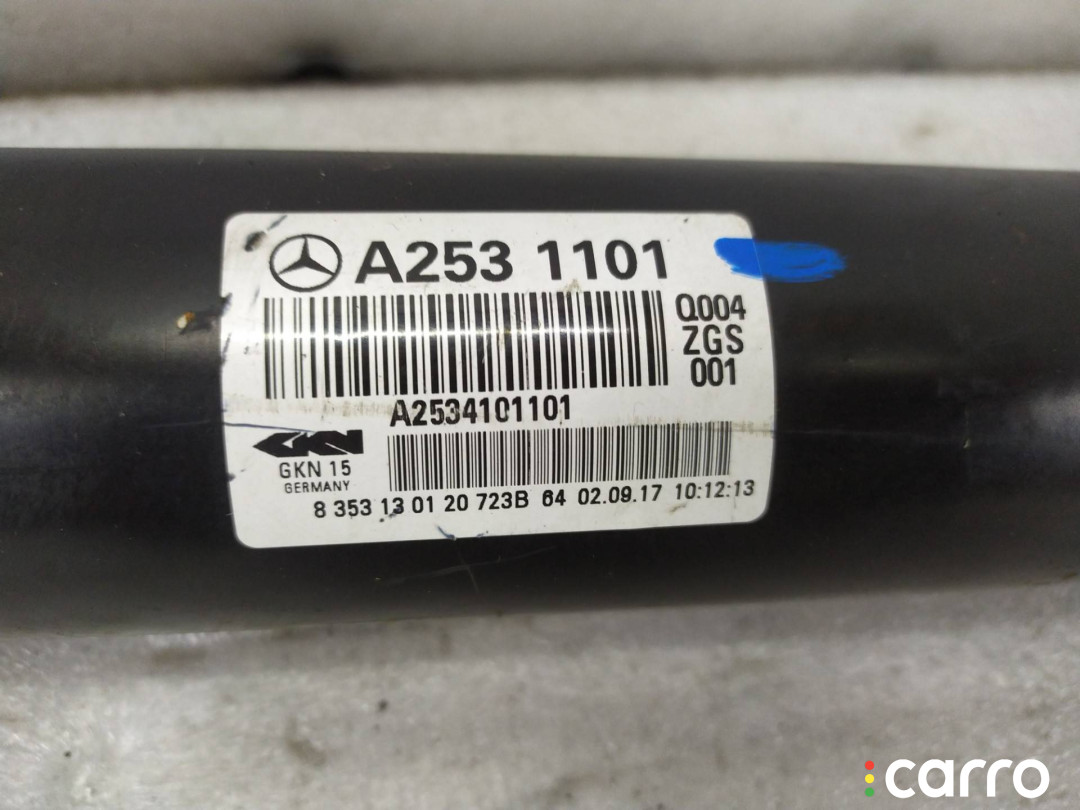 A253 1101
Q004
ZGS
001
A2534101101
GKN
GKN 15
GERMANY
8 353 13 01 20 723B 64 02.09.17 10:12:13
carro